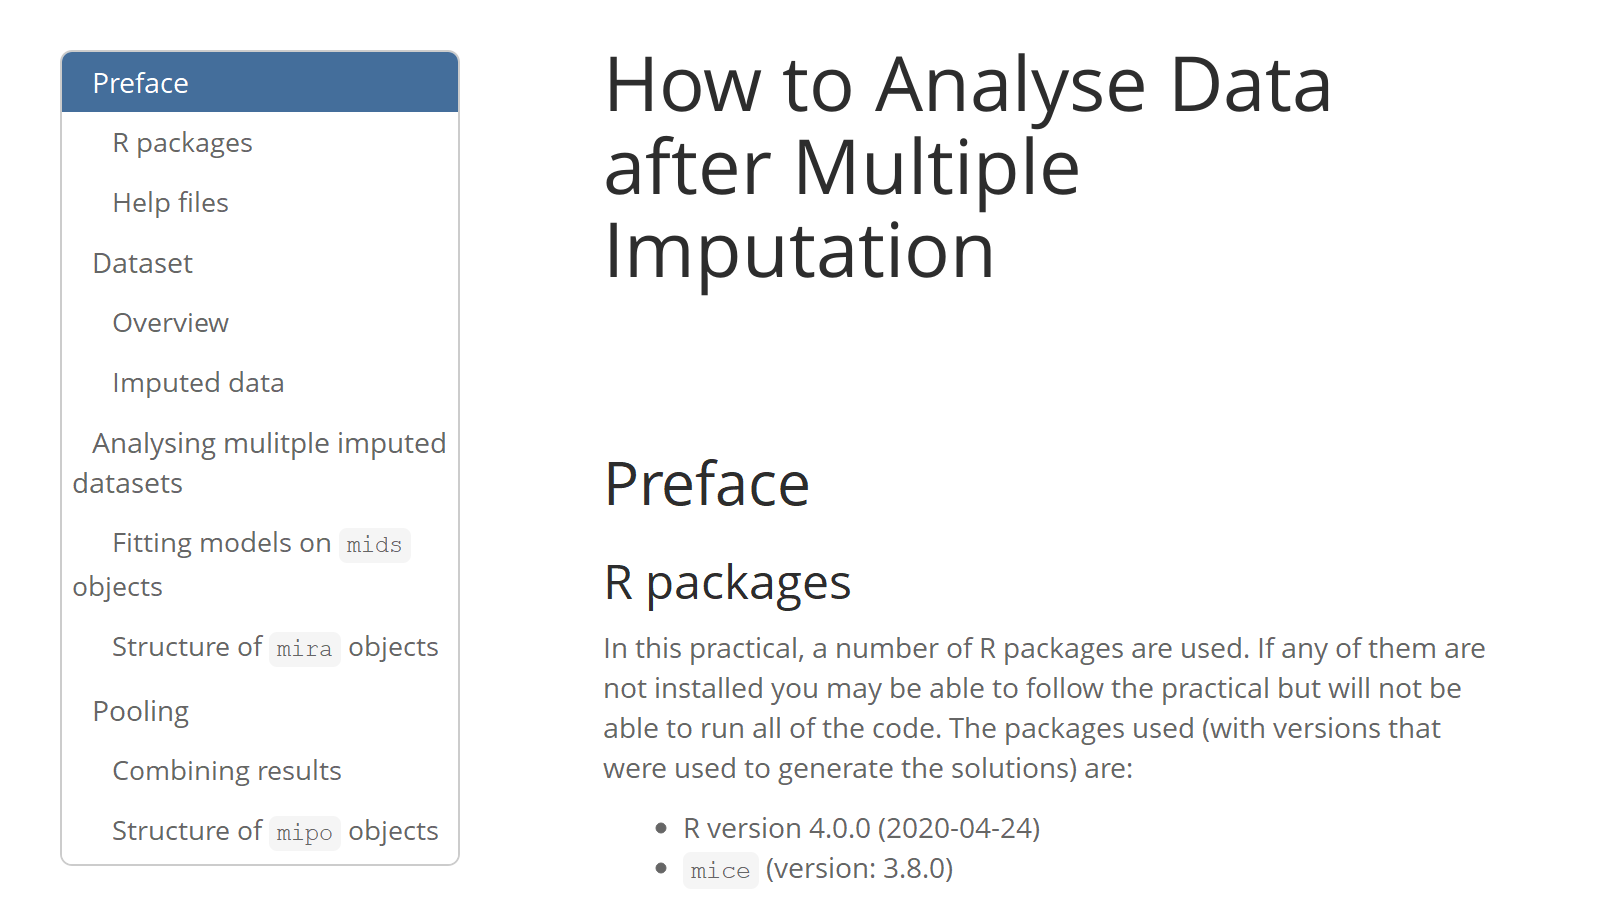 Preface
R packages
Help files
Dataset
Overview
Imputed data
Analysing mulitple imputed
datasets
Fitting models on mids
objects
Structure of mira objects
Pooling
Combining results
Structure of mipo objects
How to Analyse Data
after Multiple
Imputation
Preface
R packages
In this practical, a number of R packages are used. If any of them are
not installed you may be able to follow the practical but will not be
able to run all of the code. The packages used (with versions that
were used to generate the solutions) are:
R version 4.0.0 (2020-04-24)
mice (version: 3.8.0)